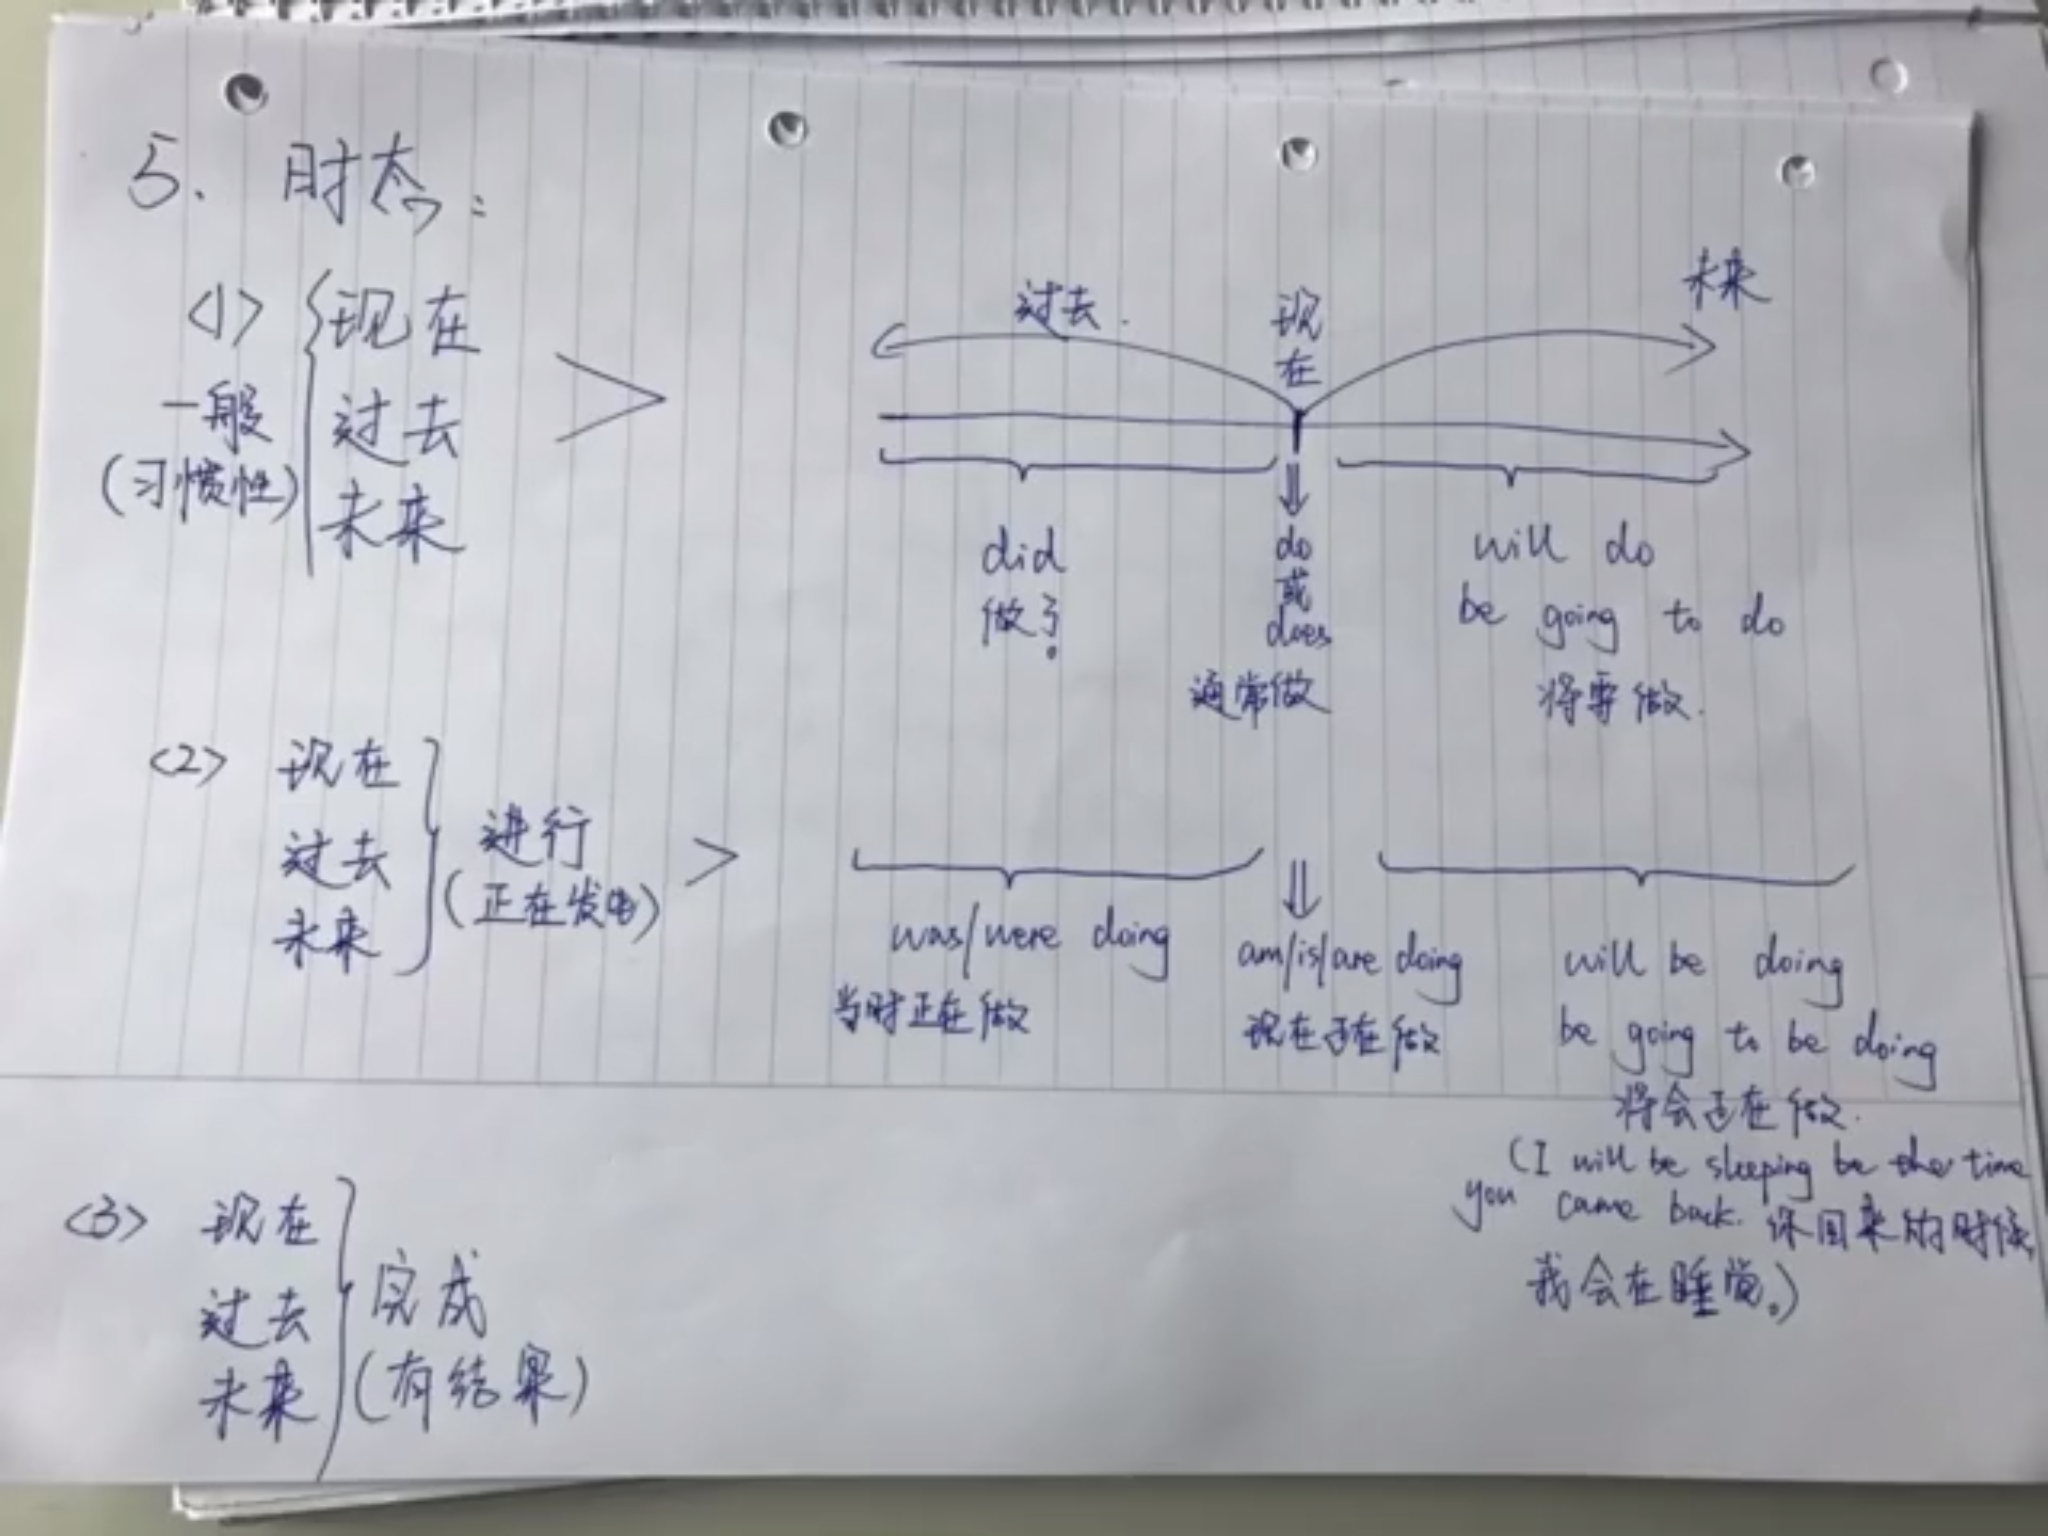 5. 时态:
<1>
一般
(习惯性)
现在
过去
未来
过去.
现
在
未来
did
做了。
do
或
does
通常做
will do
be going to do
将要做.
<2>
现在
过去
未来
进行
(正在发生)
was/were doing
当时正在做
am/is/are doing
现在正在做
will be doing
be going to be doing
将会正在做.
(I will be sleeping be the time
you came back. 你回来的时候,
我会在睡觉。)
<3>
现在
过去
未来
完成
(有结果)